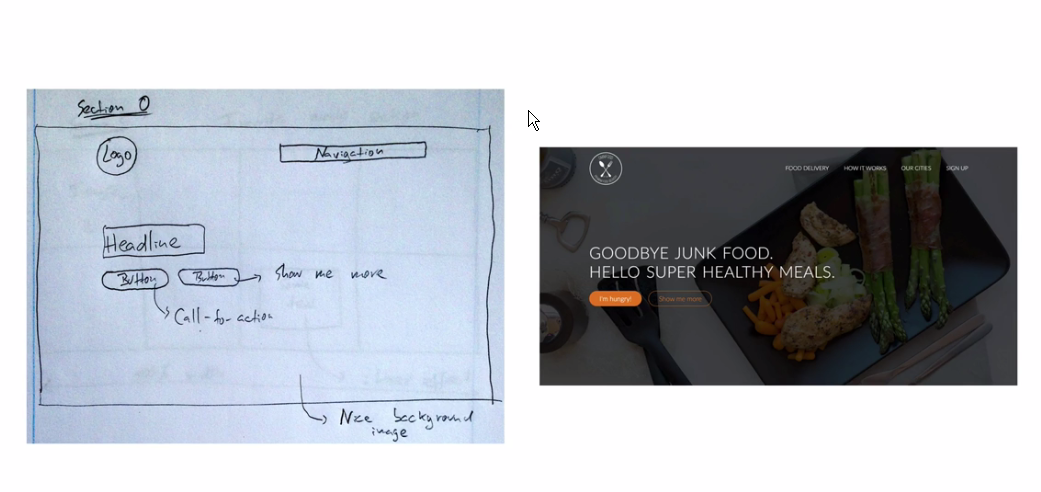 Section 0
Logo
Navigation
Headline
Button
Button
Show me more
Call-for-action
Nice background
image
FOOD DELIVERY
HOW IT WORKS
OUR CITIES
SIGN UP
GOODBYE JUNK FOOD.
HELLO SUPER HEALTHY MEALS.
I'm hungry!
Show me more